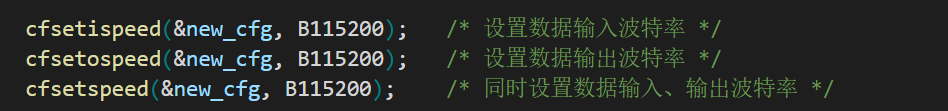 cfsetispeed(&new_cfg, B115200);   /* 设置数据输入波特率 */
cfsetospeed(&new_cfg, B115200);   /* 设置数据输出波特率 */
cfsetspeed(&new_cfg, B115200);    /* 同时设置数据输入、输出波特率 */